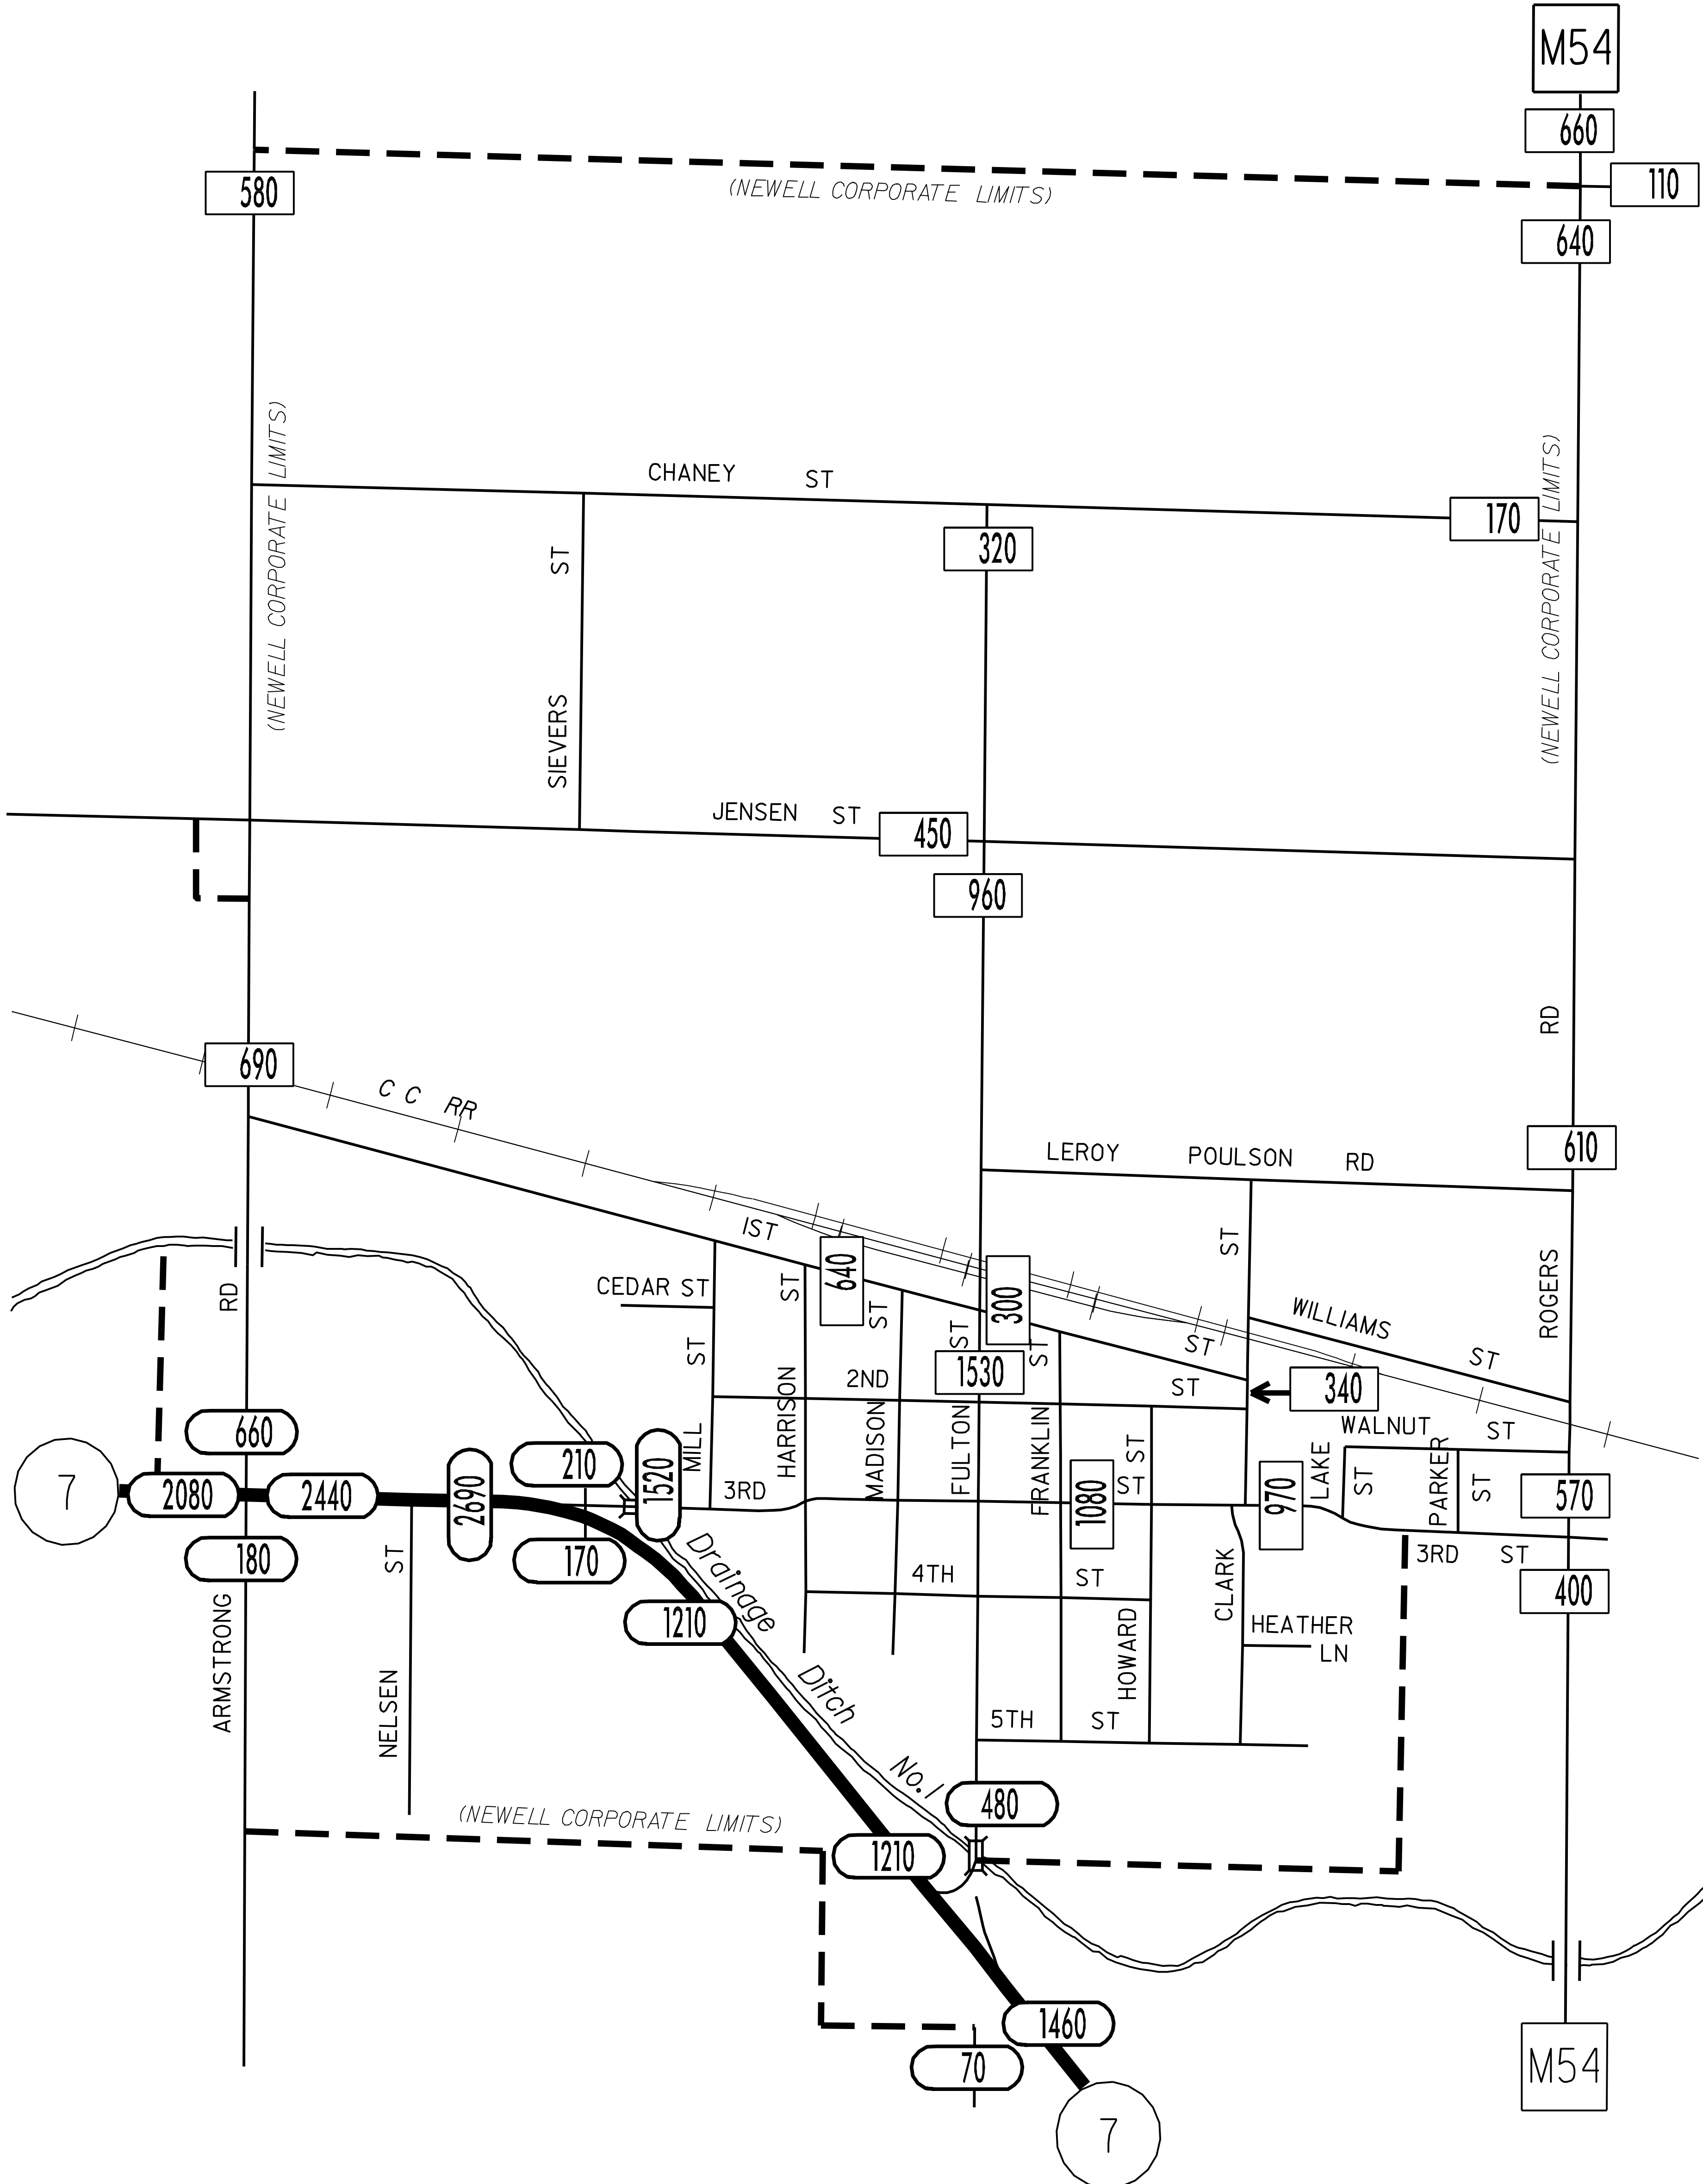 M54
660
110
580
(NEWELL CORPORATE LIMITS)
640
(NEWELL CORPORATE LIMITS)
(NEWELL CORPORATE LIMITS)
CHANEY ST
170
320
SIEVERS ST
JENSEN ST
450
960
690
C C RR
LEROY POULSON RD
610
ROGERS RD
1ST ST
640
300
CEDAR ST
WILLIAMS ST
340
1530
2ND ST
WALNUT ST
ARMSTRONG RD
660
7
2080
2440
2690
210
1520
MILL ST
HARRISON ST
MADISON ST
FULTON ST
FRANKLIN ST
1080
HOWARD ST
CLARK ST
970
LAKE ST
PARKER ST
570
3RD ST
3RD ST
180
170
NELSEN ST
1210
Drainage Ditch No.1
4TH ST
400
HEATHER LN
5TH ST
480
(NEWELL CORPORATE LIMITS)
1210
1460
70
M54
7